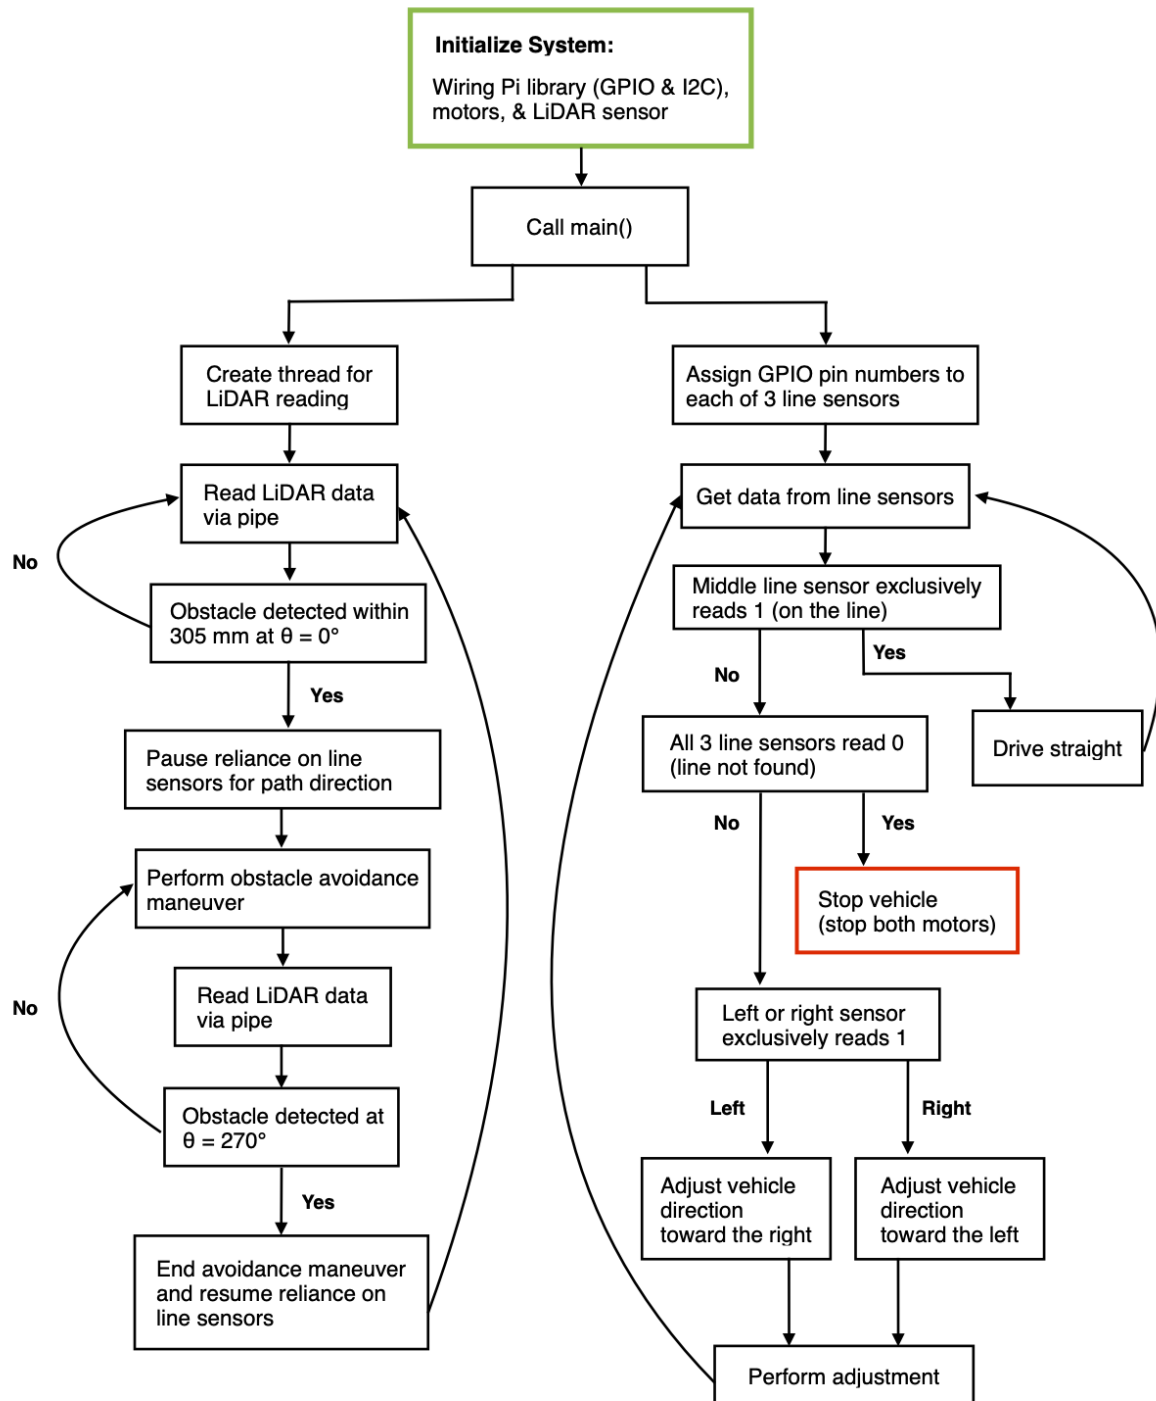 Initialize System:
Wiring Pi library (GPIO & I2C),
motors, & LiDAR sensor
Call main()
Create thread for
LiDAR reading
Read LiDAR data
via pipe
No
Obstacle detected within
305 mm at θ = 0°
Yes
Pause reliance on line
sensors for path direction
Perform obstacle avoidance
maneuver
No
Read LiDAR data
via pipe
Obstacle detected at
θ = 270°
Yes
End avoidance maneuver
and resume reliance on
line sensors
Assign GPIO pin numbers to
each of 3 line sensors
Get data from line sensors
Middle line sensor exclusively
reads 1 (on the line)
No
Yes
Drive straight
All 3 line sensors read 0
(line not found)
No
Yes
Stop vehicle
(stop both motors)
Left or right sensor
exclusively reads 1
Left
Right
Adjust vehicle
direction
toward the right
Adjust vehicle
direction
toward the left
Perform adjustment